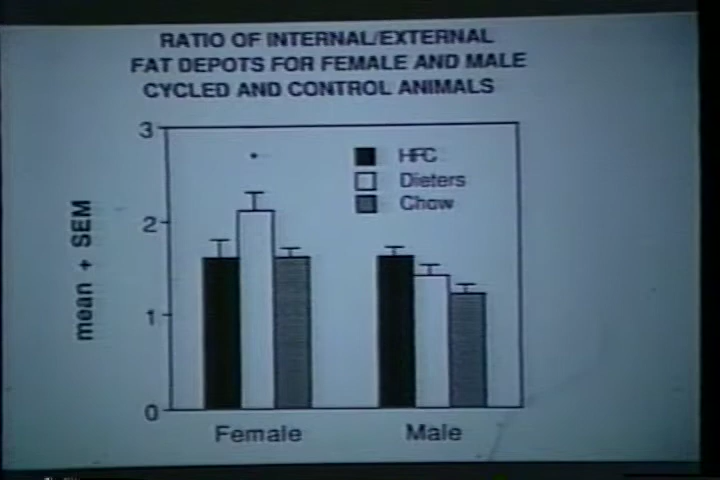 RATIO OF INTERNAL/EXTERNAL
FAT DEPOTS FOR FEMALE AND MALE
CYCLED AND CONTROL ANIMALS
3
HFC
Dieters
Chow
2
mean + SEM
1
0
Female
Male